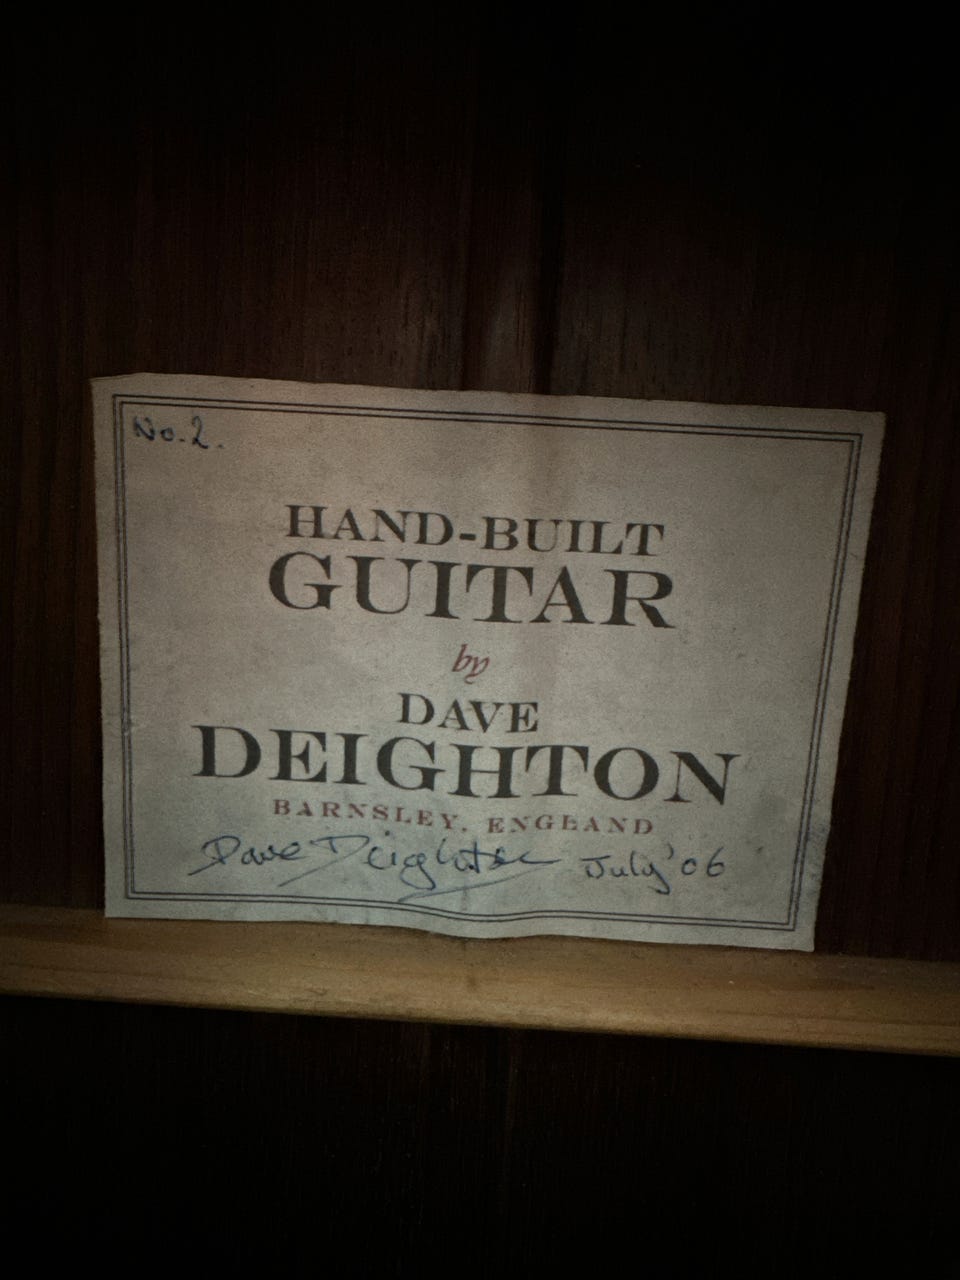 No. 2.
HAND-BUILT
GUITAR
by
DAVE
DEIGHTON
BARNSLEY, ENGLAND
Dave Deighton July '06